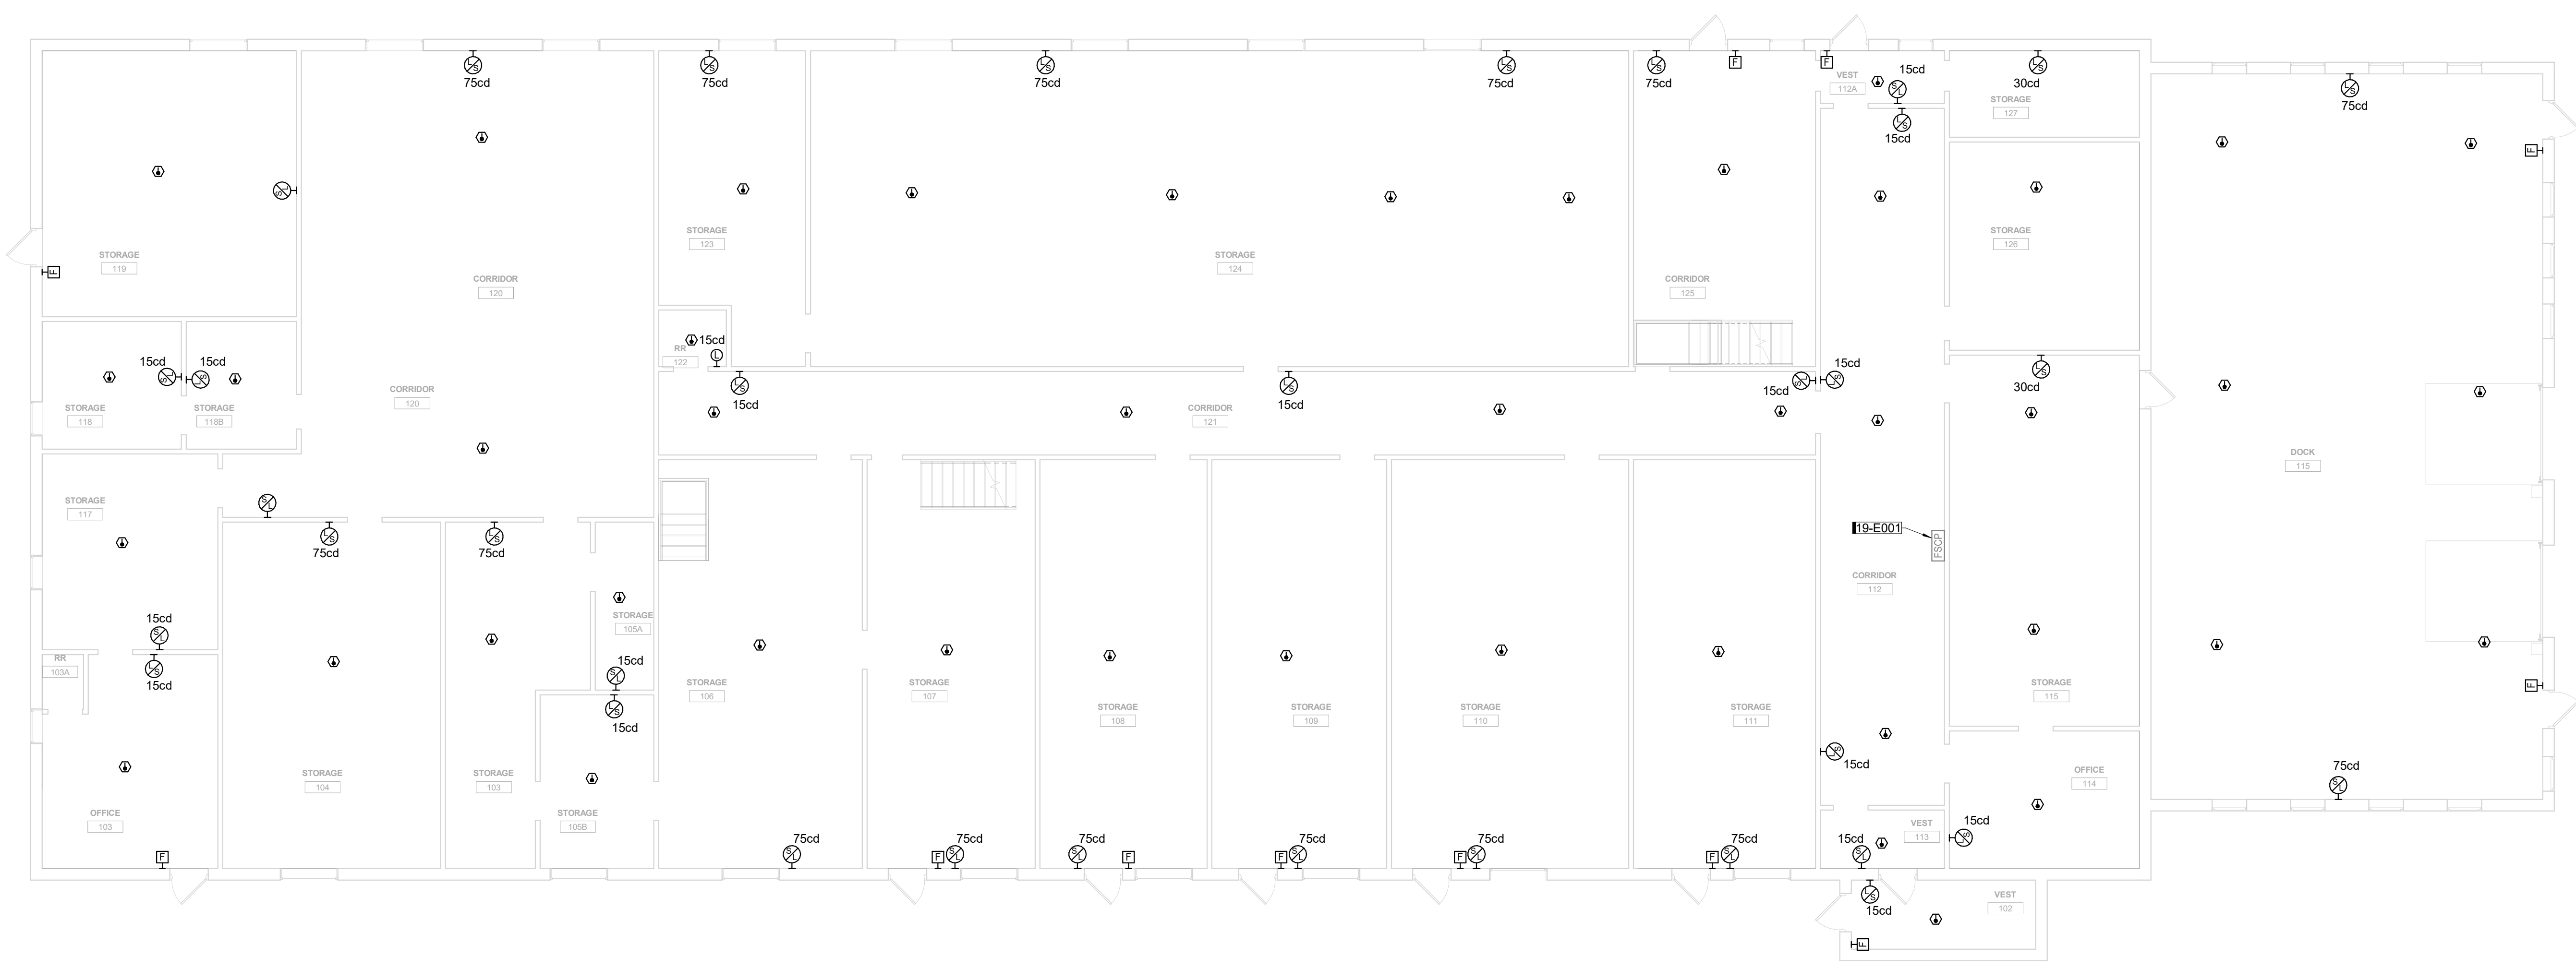 75cd
75cd
75cd
75cd
75cd
F
F
VEST
112A
15cd
15cd
30cd
STORAGE
127
75cd
F
STORAGE
119
F
CORRIDOR
120
STORAGE
123
STORAGE
124
CORRIDOR
125
STORAGE
126
15cd
15cd
STORAGE
118
STORAGE
118B
CORRIDOR
120
RR
122
15cd
L
15cd
15cd
CORRIDOR
121
15cd
15cd
30cd
DOCK
115
STORAGE
117
75cd
75cd
19-E001
FSCP
CORRIDOR
112
15cd
15cd
RR
103A
STORAGE
105A
15cd
15cd
STORAGE
106
STORAGE
107
STORAGE
108
STORAGE
109
STORAGE
110
STORAGE
111
STORAGE
115
F
15cd
OFFICE
103
STORAGE
104
STORAGE
103
STORAGE
105B
OFFICE
114
75cd
F
75cd
F
75cd
75cd
F
75cd
F
75cd
F
75cd
F
15cd
VEST
113
15cd
15cd
VEST
102
F